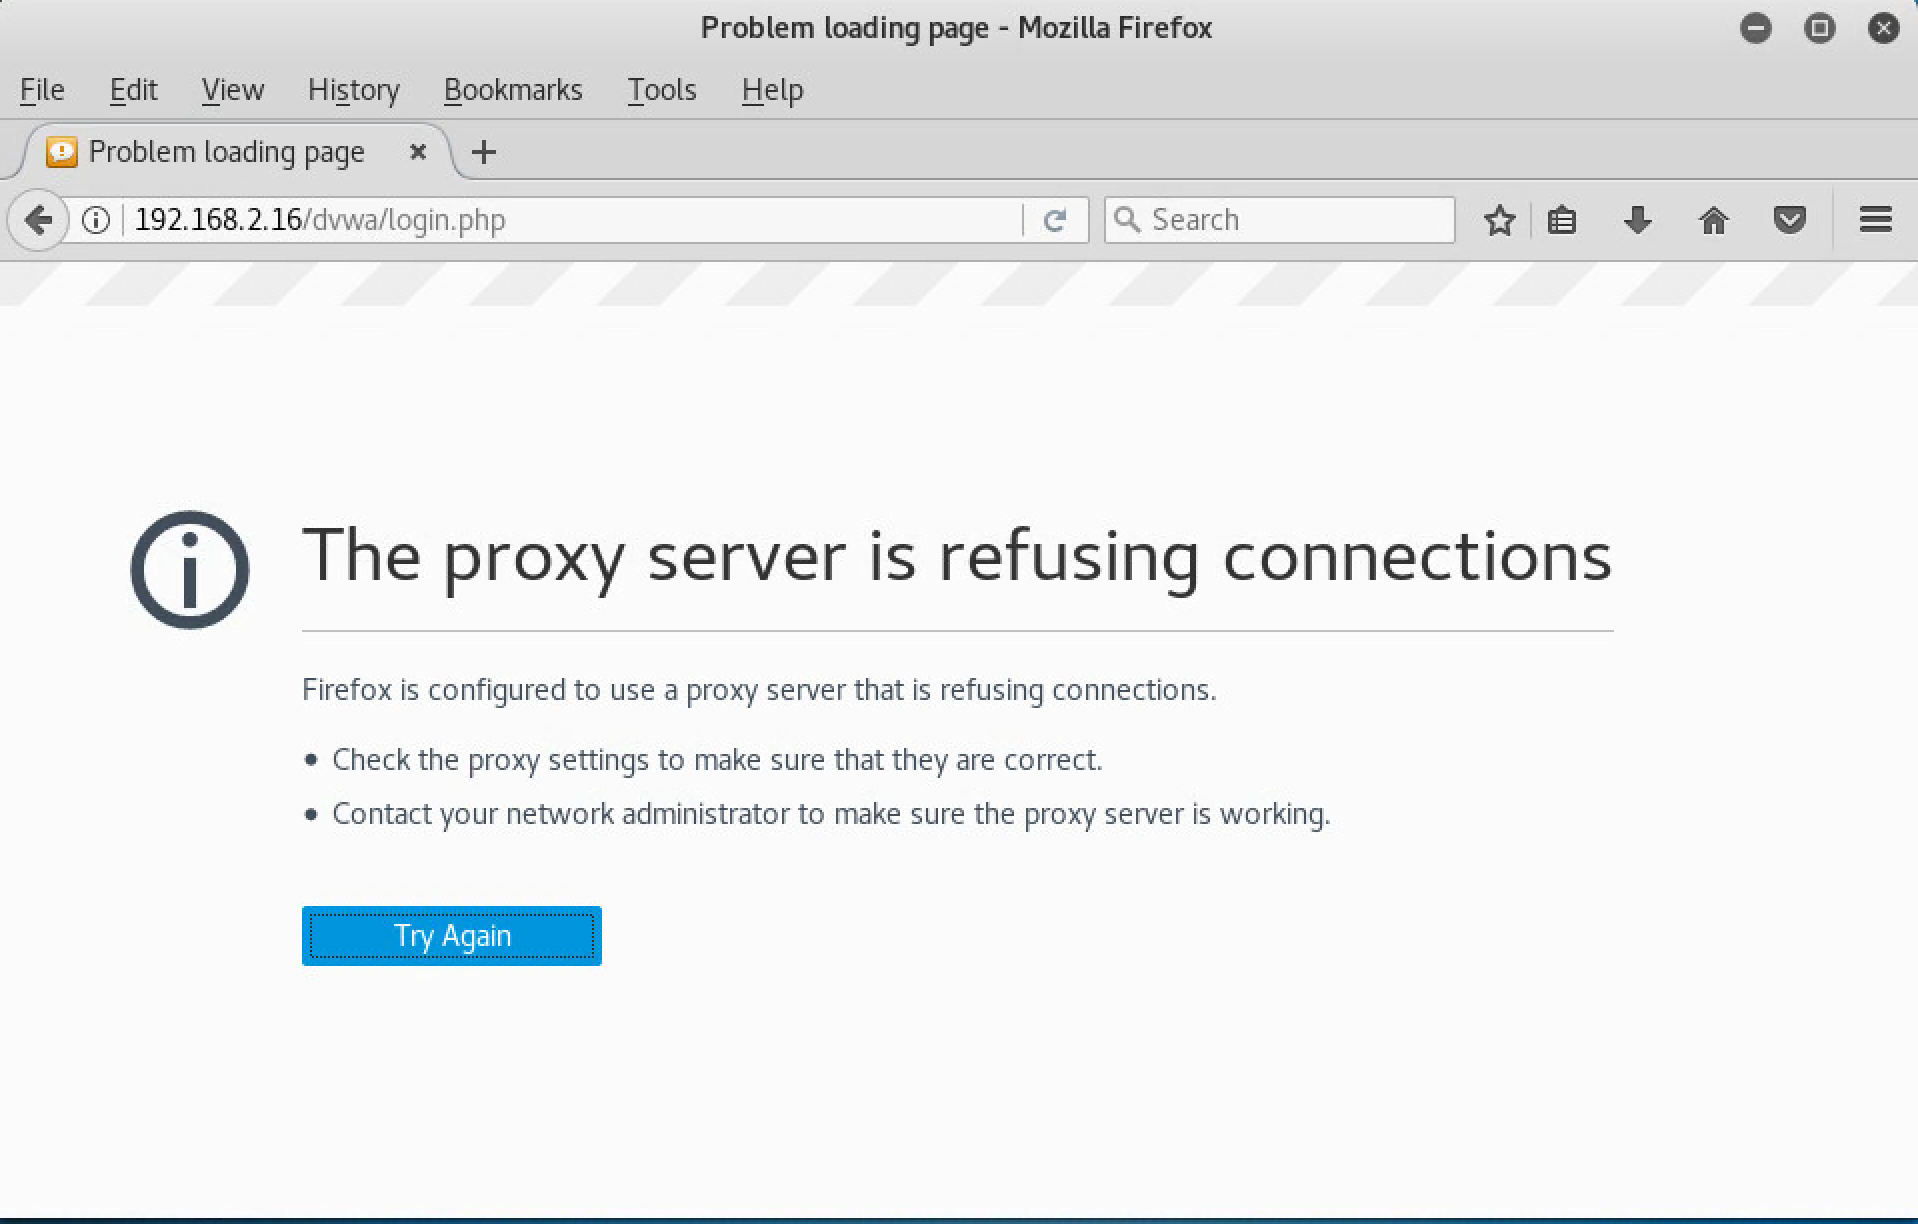 Problem loading page - Mozilla Firefox
File Edit View History Bookmarks Tools Help
Problem loading page
192.168.2.16/dvwa/login.php Search
The proxy server is refusing connections
Firefox is configured to use a proxy server that is refusing connections.
• Check the proxy settings to make sure that they are correct.
• Contact your network administrator to make sure the proxy server is working.
Try Again